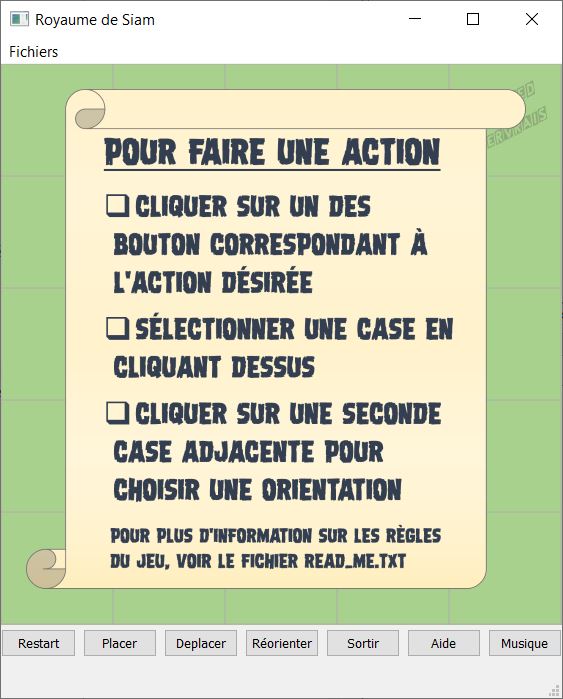 Royaume de Siam
Fichiers
POUR FAIRE UNE ACTION
CLIQUER SUR UN DES
BOUTON CORRESPONDANT À
L'ACTION DÉSIRÉE
SÉLECTIONNER UNE CASE EN
CLIQUANT DESSUS
CLIQUER SUR UNE SECONDE
CASE ADJACENTE POUR
CHOISIR UNE ORIENTATION
POUR PLUS D'INFORMATION SUR LES RÈGLES
DU JEU, VOIR LE FICHIER READ_ME.TXT
Restart Placer Deplacer Réorienter Sortir Aide Musique